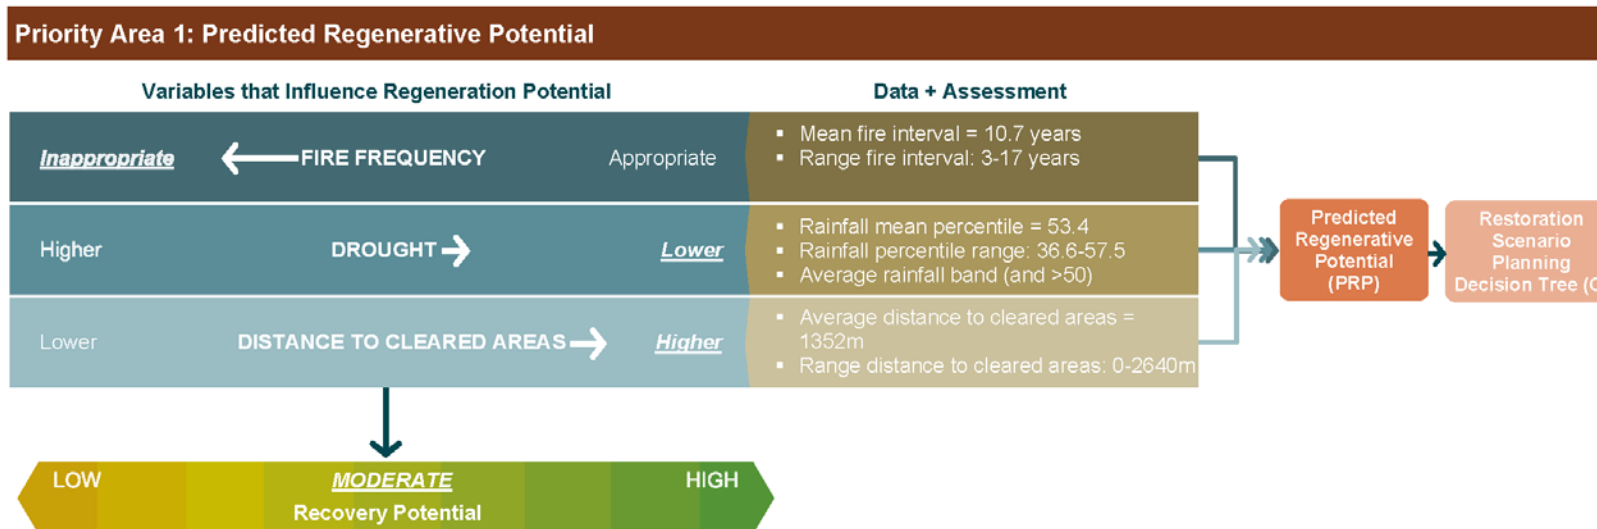 Priority Area 1: Predicted Regenerative Potential
Variables that Influence Regeneration Potential
Data + Assessment
Inappropriate
FIRE FREQUENCY
Appropriate
▪ Mean fire interval = 10.7 years
▪ Range fire interval: 3-17 years
Higher
DROUGHT
Lower
▪ Rainfall mean percentile = 53.4
▪ Rainfall percentile range: 36.6-57.5
▪ Average rainfall band (and >50)
Lower
DISTANCE TO CLEARED AREAS
Higher
▪ Average distance to cleared areas =
1352m
▪ Range distance to cleared areas: 0-2640m
Predicted
Regenerative
Potential
(PRP)
Restoration
Scenario
Planning
Decision Tree (
LOW
MODERATE
HIGH
Recovery Potential